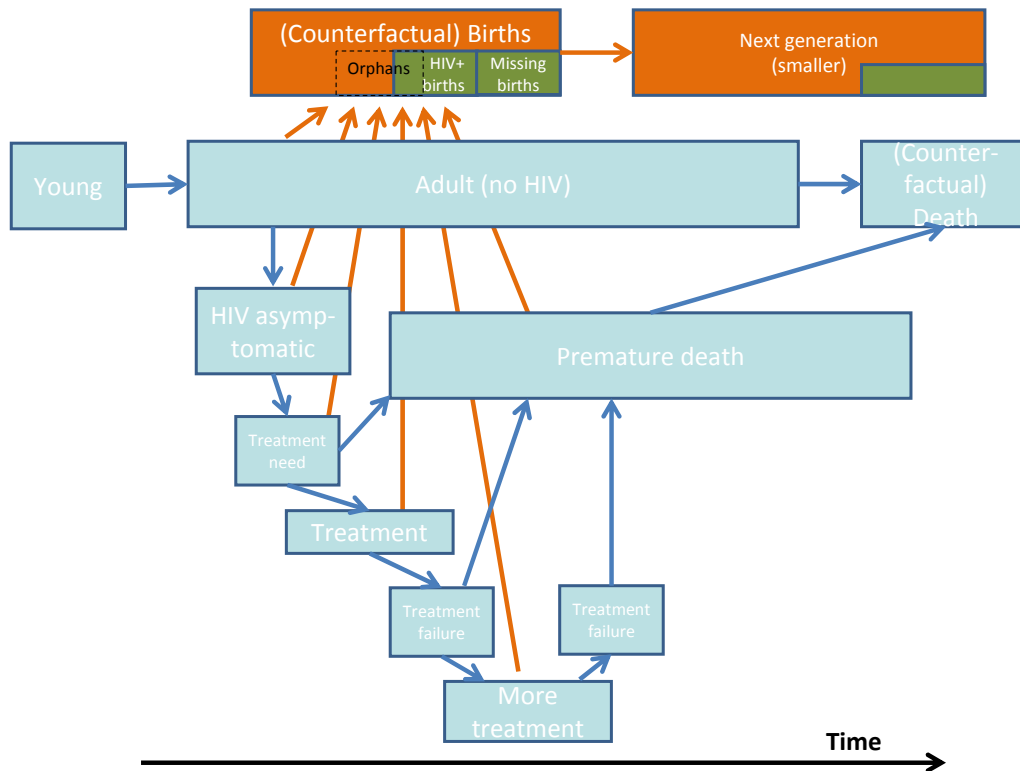 (Counterfactual) Births
Orphans
HIV+
births
Missing
births
Next generation
(smaller)
Young
Adult (no HIV)
(Counter-
factual)
Death
HIV asymp-
tomatic
Premature death
Treatment
need
Treatment
Treatment
failure
Treatment
failure
More
treatment
Time